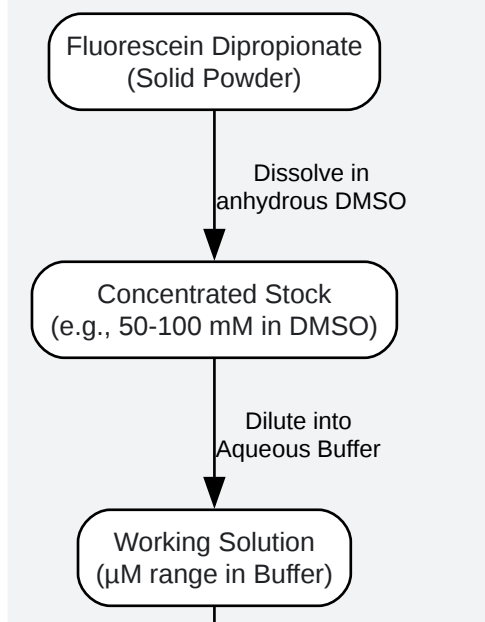 Fluorescein Dipropionate
(Solid Powder)
Dissolve in
anhydrous DMSO
Concentrated Stock
(e.g., 50-100 mM in DMSO)
Dilute into
Aqueous Buffer
Working Solution
(µM range in Buffer)